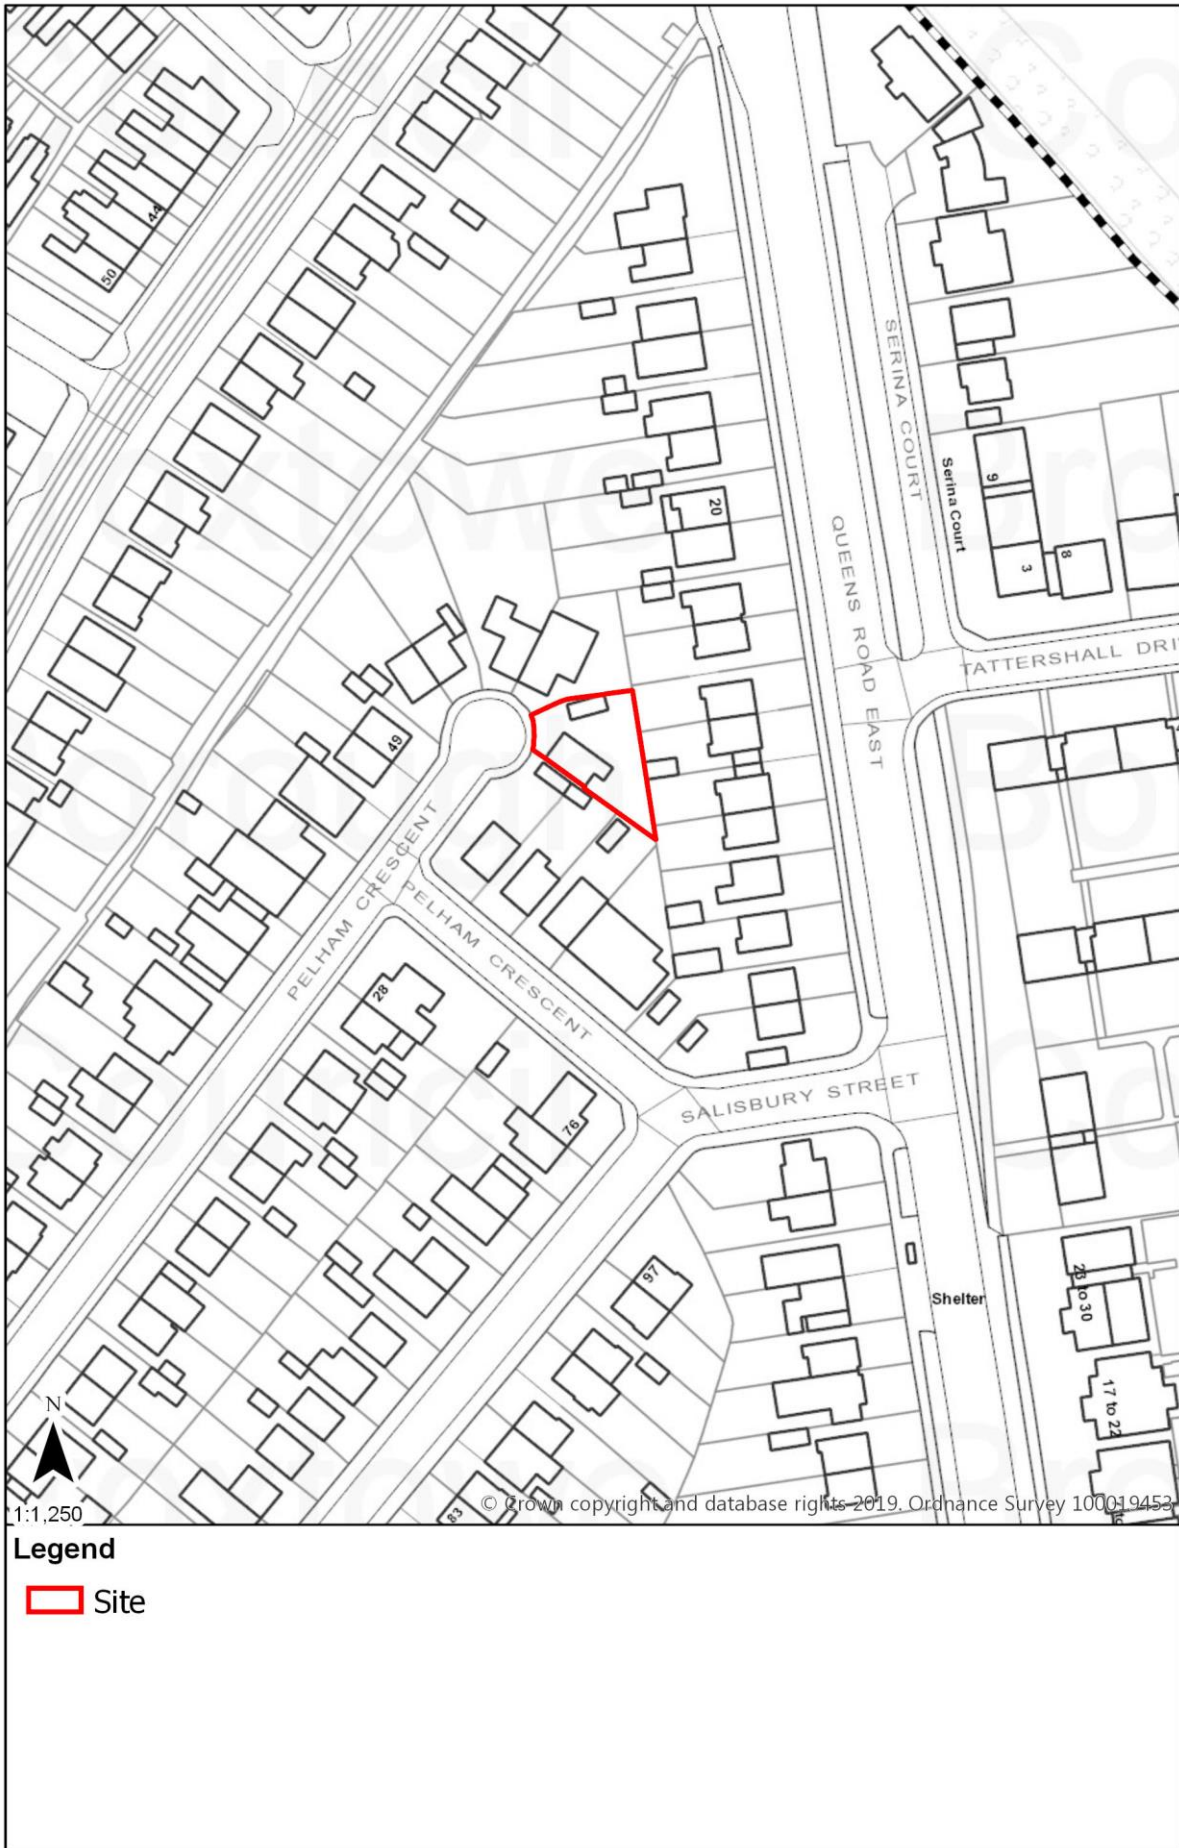 44
50
SERINA COURT
Serina Court
9
3
8
20
QUEENS ROAD EAST
TATTERSHALL DRI
49
PELHAM CRESCENT
PELHAM CRESCENT
28
76
SALISBURY STREET
97
Shelter
23 to 30
17 to 22
to
83
N
1:1,250
© Crown copyright and database rights 2019. Ordnance Survey 100019453
Legend
Site